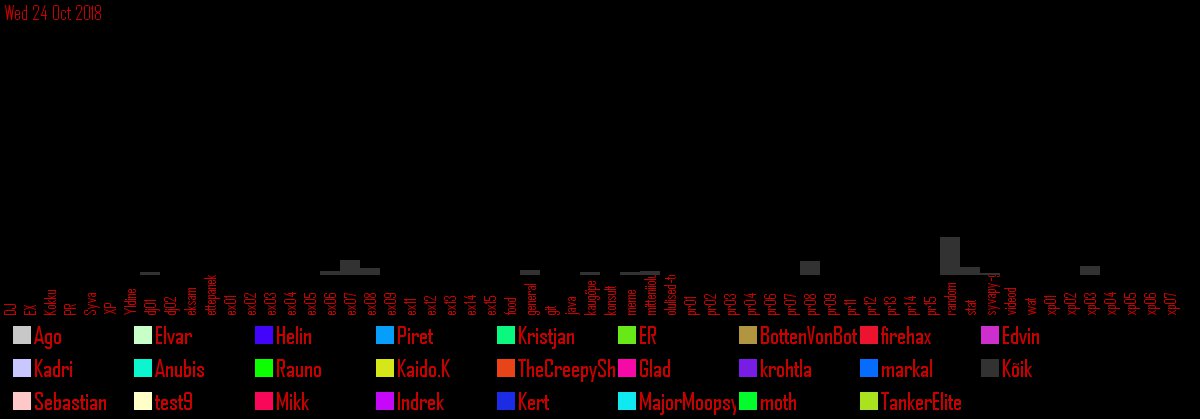 Wed 24 Oct 2018
DJ EX Kokku PR Syva XP Yldine dj01 dj02 eksam ettepanek ex01 ex02 ex03 ex04 ex05 ex06 ex07 ex08 ex09 ex11 ex12 ex13 ex14 ex15 food general git java kaugõpe konsult meme mitteniioluli olulised-t pr01 pr02 pr03 pr04 pr06 pr07 pr08 pr09 pr11 pr12 pr13 pr14 pr15 random stat syvapy-g videod wat xp01 xp02 xp03 xp04 xp05 xp06 xp07
Ago Elvar Helin Piret Kristjan ER BottenVonBot firehax Edvin
Kadri Anubis Rauno Kaido.K TheCreepySh Glad krohtla markal Kõik
Sebastian test9 Mikk Indrek Kert MajorMoopsy moth TankerElite